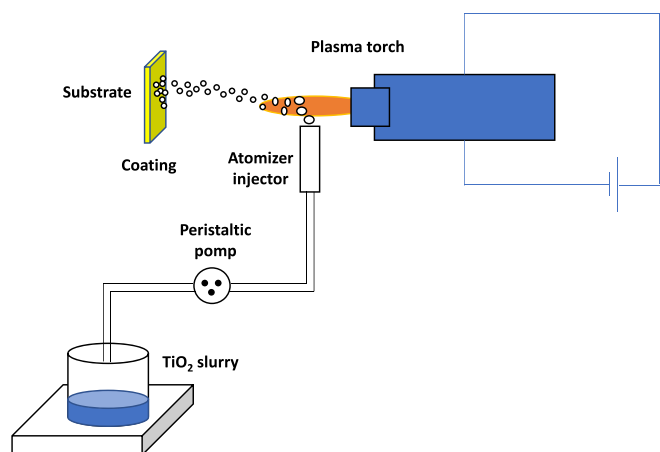 Plasma torch
Substrate
Coating
Atomizer
injector
Peristaltic
pump
TiO₂ slurry